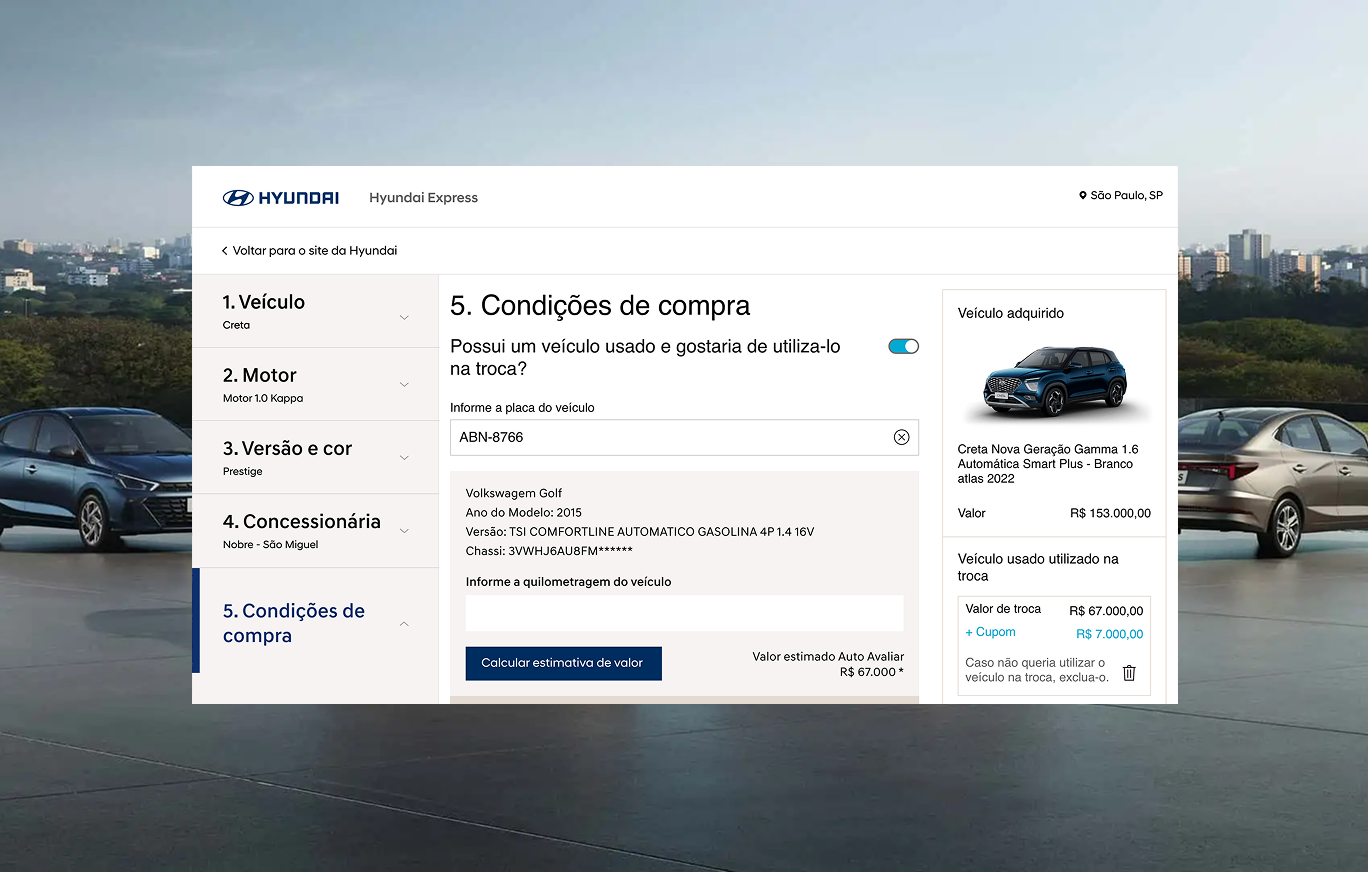 HYUNDAI
Hyundai Express
São Paulo, SP
Voltar para o site da Hyundai
1. Veículo
Creta
2. Motor
Motor 1.0 Kappa
3. Versão e cor
Prestige
4. Concessionária
Nobre - São Miguel
5. Condições de
compra
5. Condições de compra
Possui um veículo usado e gostaria de utiliza-lo
na troca?
Informe a placa do veículo
ABN-8766
Volkswagem Golf
Ano do Modelo: 2015
Versão: TSI COMFORTLINE AUTOMATICO GASOLINA 4P 1.4 16V
Chassi: 3VWHJ6AU8FM******
Informe a quilometragem do veículo
Calcular estimativa de valor
Valor estimado Auto Avaliar
R$ 67.000 *
Veículo adquirido
Creta Nova Geração Gamma 1.6
Automática Smart Plus - Branco
atlas 2022
Valor R$ 153.000,00
Veículo usado utilizado na
troca
Valor de troca R$ 67.000,00
+ Cupom R$ 7.000,00
Caso não queria utilizar o
veículo na troca, exclua-o.